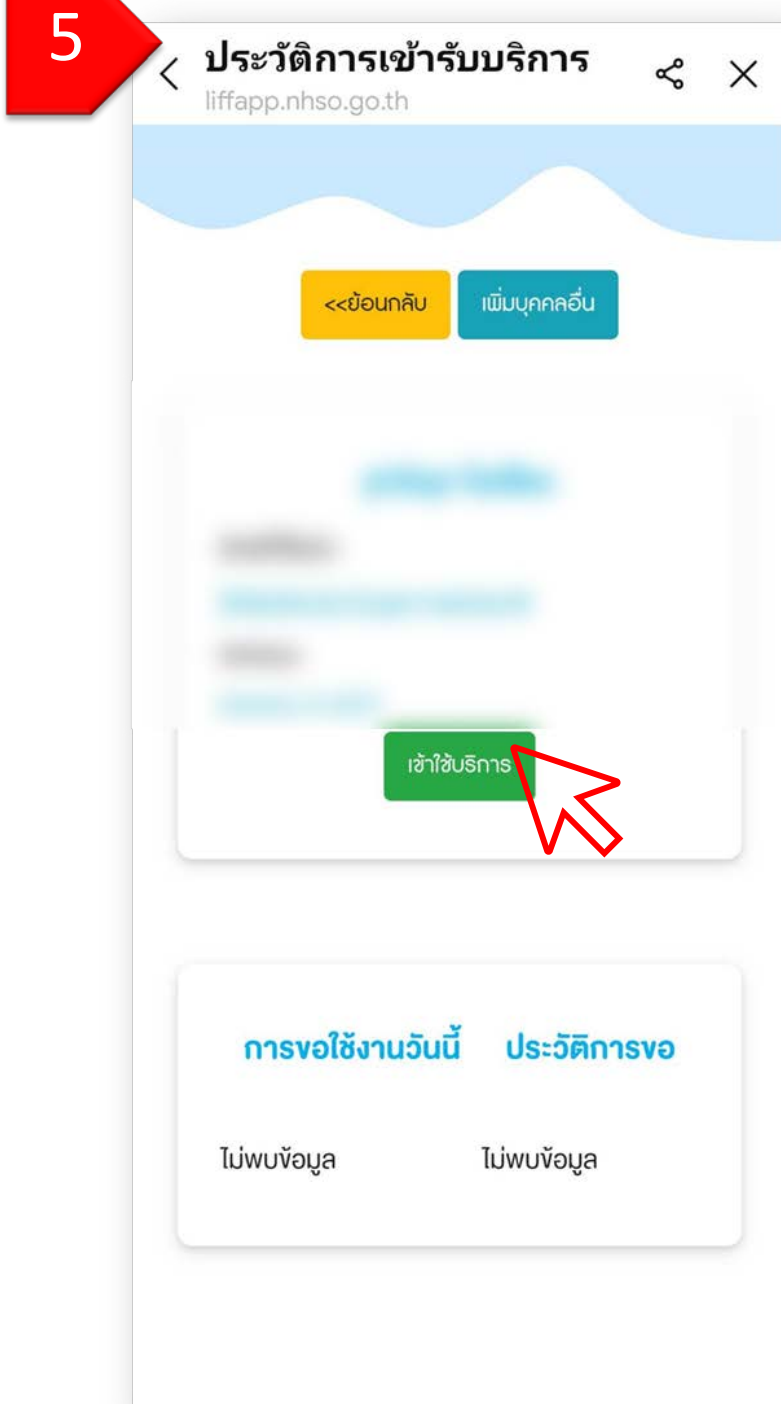 5
ประวัติการเข้ารับบริการ
liffapp.nhso.go.th
<<ย้อนกลับ
เพิ่มบุคคลอื่น
เข้าใช้บริการ
การขอใช้งานวันนี้ ประวัติการขอ
ไม่พบข้อมูล ไม่พบข้อมูล